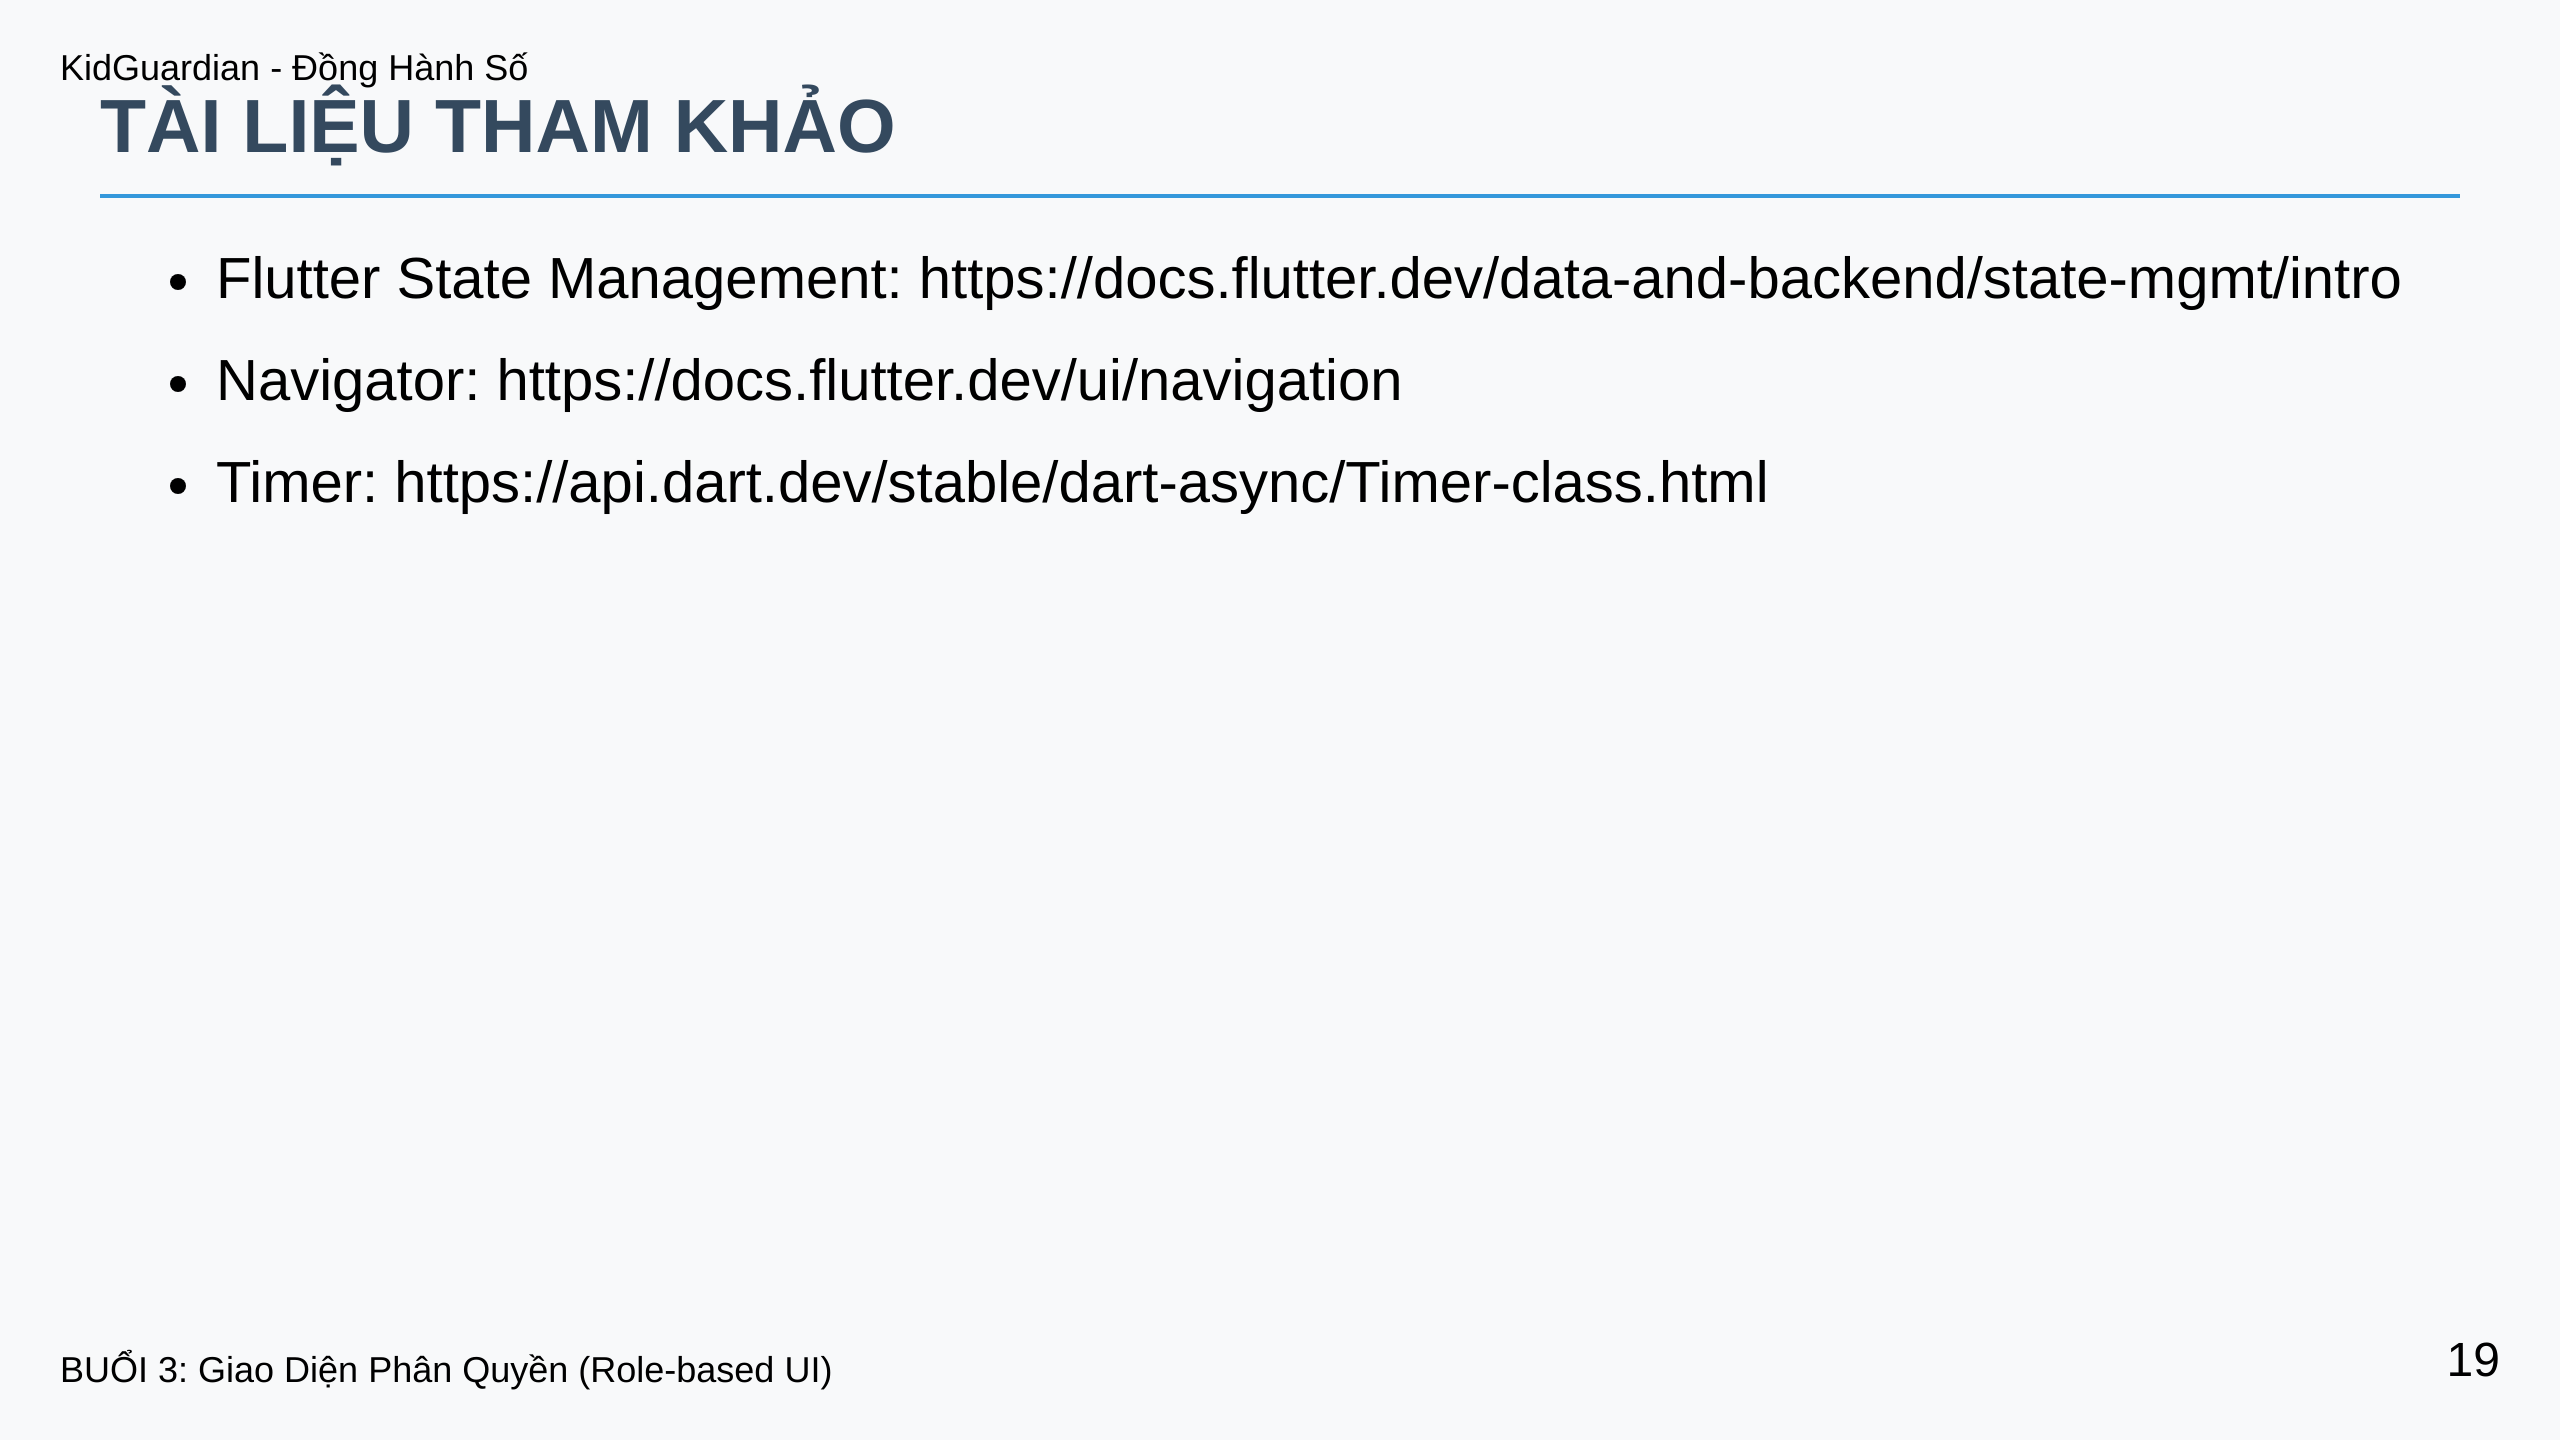 KidGuardian - Đồng Hành Số
TÀI LIỆU THAM KHẢO
• Flutter State Management: https://docs.flutter.dev/data-and-backend/state-mgmt/intro
• Navigator: https://docs.flutter.dev/ui/navigation
• Timer: https://api.dart.dev/stable/dart-async/Timer-class.html
BUỔI 3: Giao Diện Phân Quyền (Role-based UI)
19